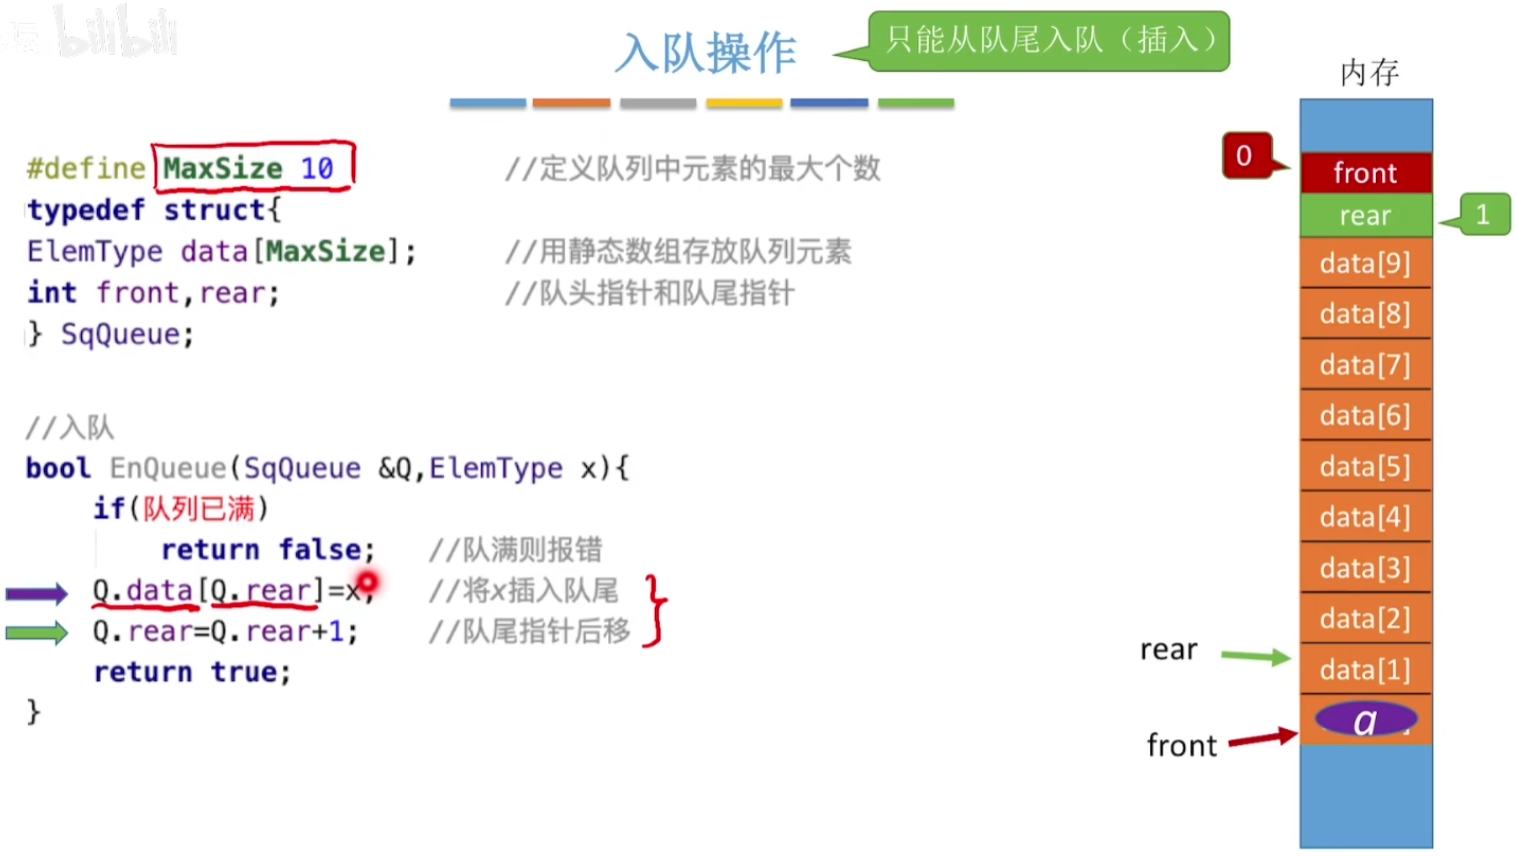 bilibili
入队操作
只能从队尾入队（插入）
内存
#define MaxSize 10 //定义队列中元素的最大个数
typedef struct{
ElemType data[MaxSize]; //用静态数组存放队列元素
int front,rear; //队头指针和队尾指针
} SqQueue;
//入队
bool EnQueue(SqQueue &Q,ElemType x){
if(队列已满)
return false; //队满则报错
Q.data[Q.rear]=x; //将x插入队尾
Q.rear=Q.rear+1; //队尾指针后移
return true;
}
0
front
rear
1
data[9]
data[8]
data[7]
data[6]
data[5]
data[4]
data[3]
data[2]
rear
data[1]
front
a